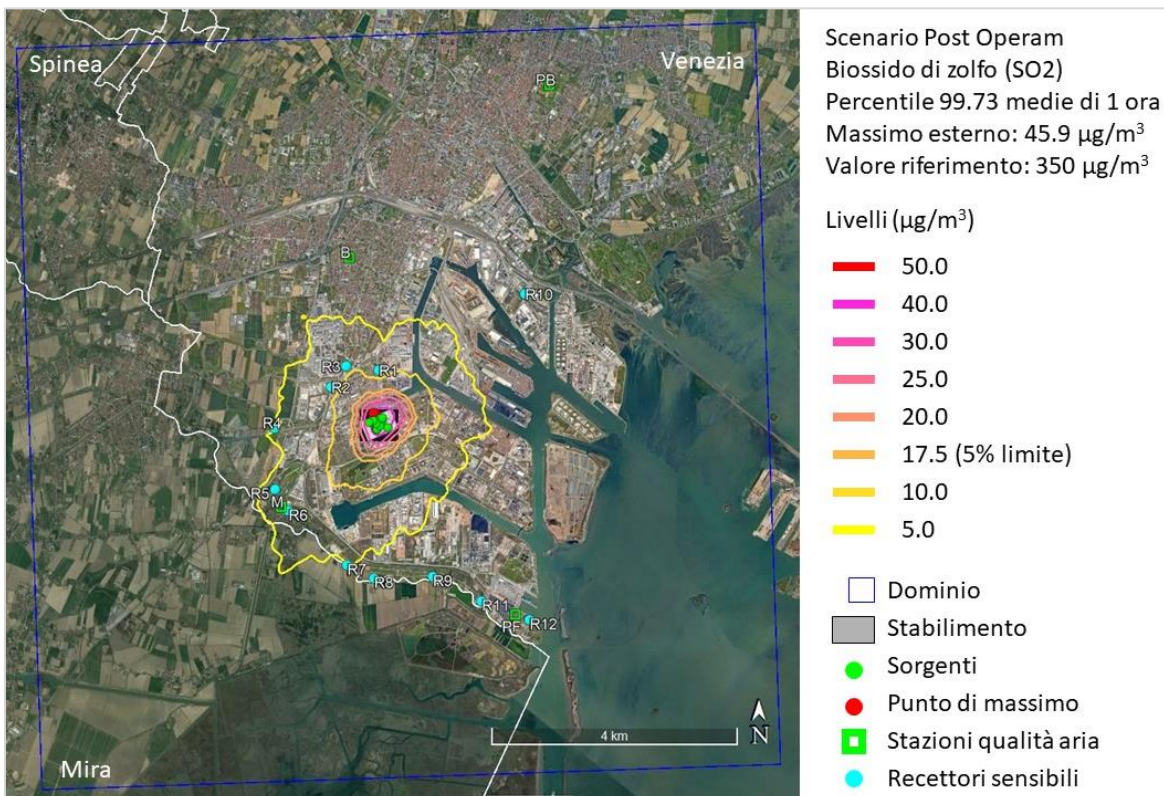 Spinea
Venezia
PB
B
R10
R3
R1
R2
R4
R5
M
R6
R7
R8
R9
R11
PF
R12
4 km
N
Mira
Scenario Post Operam
Biossido di zolfo (SO2)
Percentile 99.73 medie di 1 ora
Massimo esterno: 45.9 µg/m³
Valore riferimento: 350 µg/m³
Livelli (µg/m³)
50.0
40.0
30.0
25.0
20.0
17.5 (5% limite)
10.0
5.0
Dominio
Stabilimento
Sorgenti
Punto di massimo
Stazioni qualità aria
Recettori sensibili